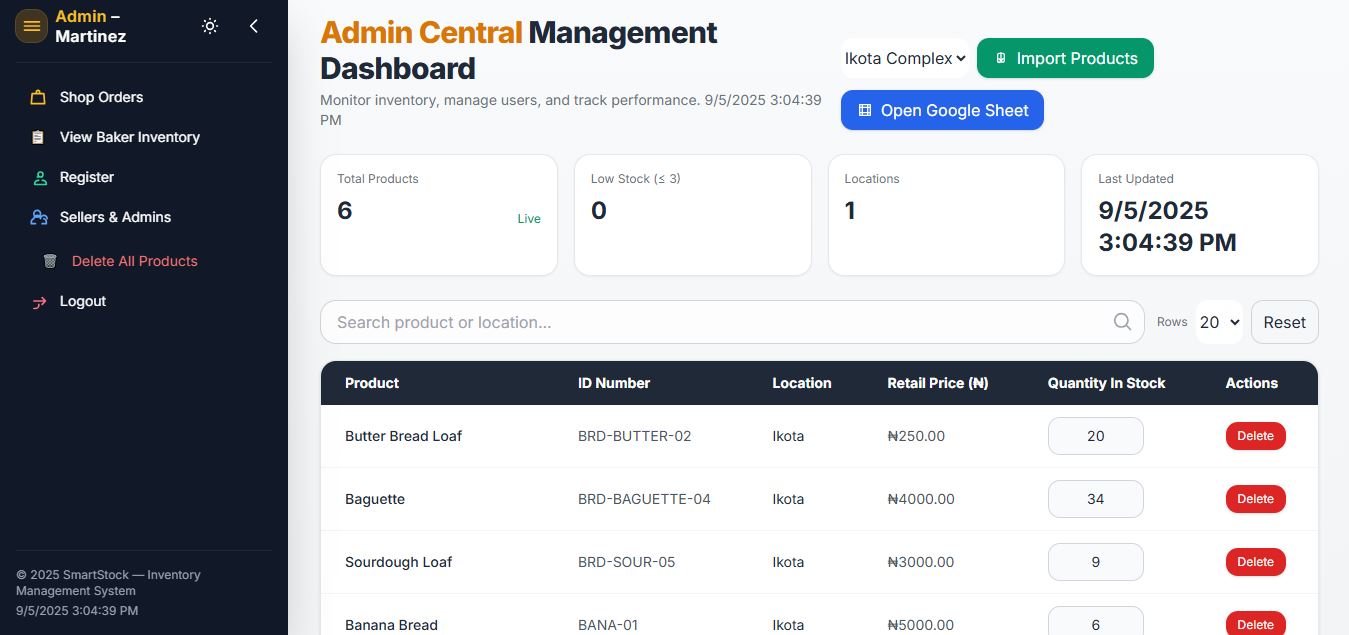 Admin –
Martinez
Shop Orders
View Baker Inventory
Register
Sellers & Admins
Delete All Products
Logout
© 2025 SmartStock — Inventory
Management System
9/5/2025 3:04:39 PM
Admin Central Management
Dashboard
Monitor inventory, manage users, and track performance. 9/5/2025 3:04:39
PM
Ikota Complex
Import Products
Open Google Sheet
Total Products
6
Live
Low Stock (≤ 3)
0
Locations
1
Last Updated
9/5/2025
3:04:39 PM
Search product or location...
Rows
20
Reset
Product ID Number Location Retail Price (₦) Quantity In Stock Actions
Butter Bread Loaf BRD-BUTTER-02 Ikota ₦250.00 20 Delete
Baguette BRD-BAGUETTE-04 Ikota ₦4000.00 34 Delete
Sourdough Loaf BRD-SOUR-05 Ikota ₦3000.00 9 Delete
Banana Bread BANA-01 Ikota ₦5000.00 6 Delete